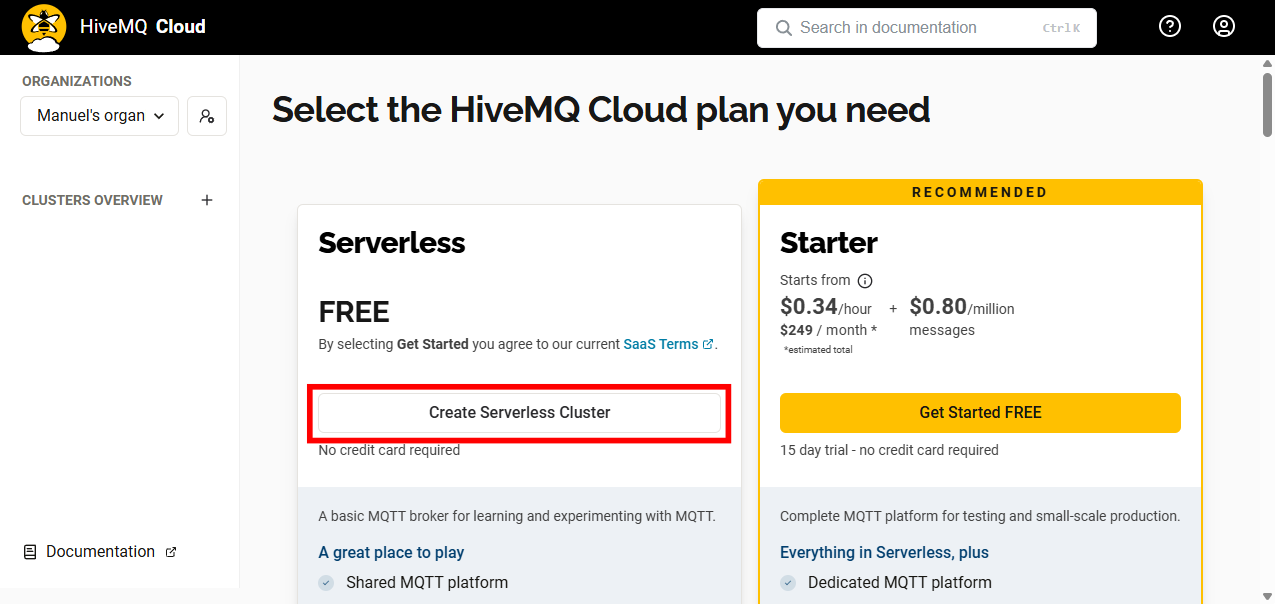 HiveMQ Cloud
Search in documentation
Ctrl K
ORGANIZATIONS
Manuel's organ
CLUSTERS OVERVIEW
+
Documentation
Select the HiveMQ Cloud plan you need
Serverless
FREE
By selecting Get Started you agree to our current SaaS Terms .
Create Serverless Cluster
No credit card required
A basic MQTT broker for learning and experimenting with MQTT.
A great place to play
Shared MQTT platform
RECOMMENDED
Starter
Starts from
$0.34/hour + $0.80/million
$249 / month * messages
*estimated total
Get Started FREE
15 day trial - no credit card required
Complete MQTT platform for testing and small-scale production.
Everything in Serverless, plus
Dedicated MQTT platform